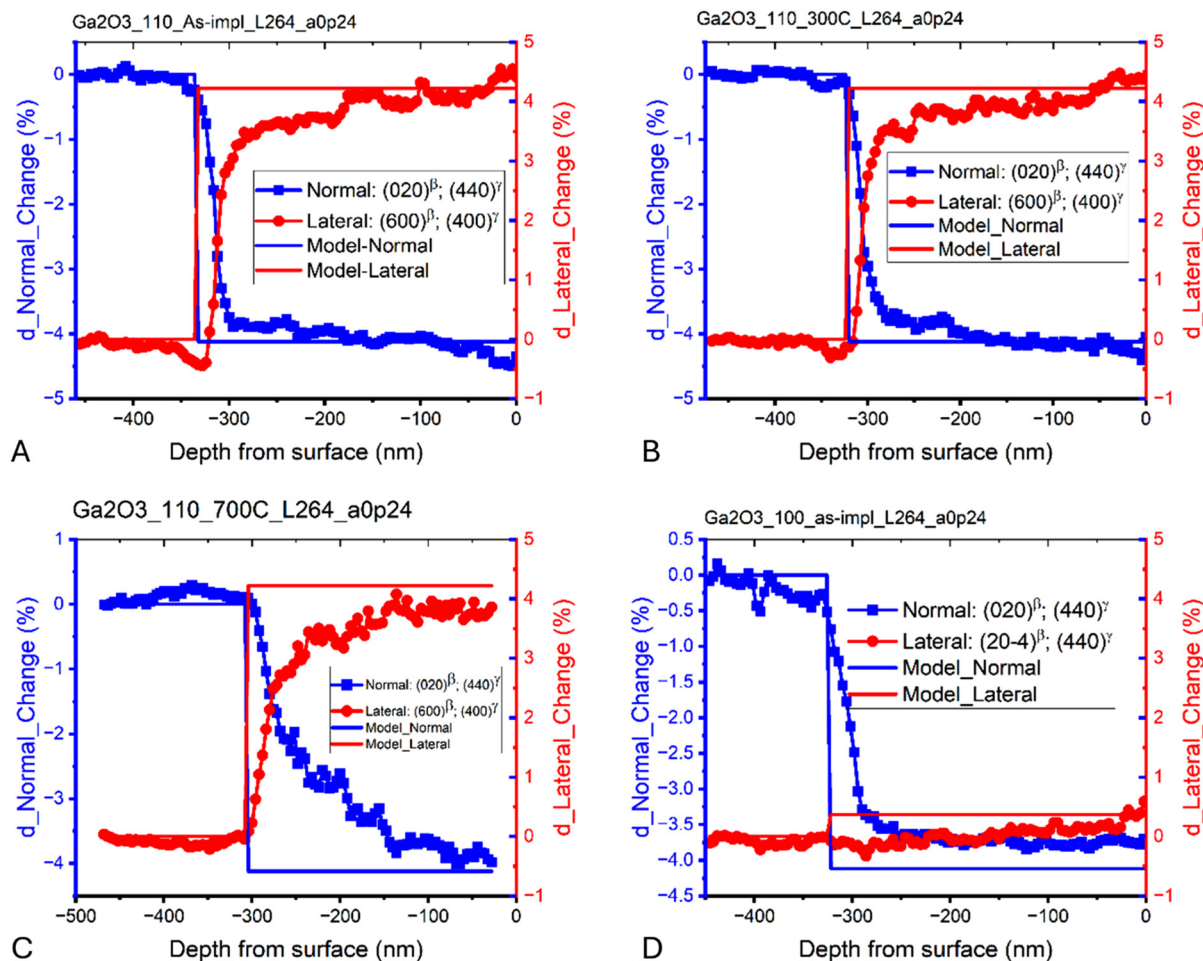 Ga2O3_110_As-impl_L264_a0p24
0
−1
−2
−3
−4
−5
d_Normal_Change (%)
5
4
3
2
1
0
−1
d_Lateral_Change (%)
Normal: (020)ᵝ; (440)ᵞ
Lateral: (600)ᵝ; (400)ᵞ
Model-Normal
Model-Lateral
−400 −300 −200 −100 0
Depth from surface (nm)
A
Ga2O3_110_300C_L264_a0p24
0
−1
−2
−3
−4
−5
d_Normal_Change (%)
5
4
3
2
1
0
−1
d_Lateral_Change (%)
Normal: (020)ᵝ; (440)ᵞ
Lateral: (600)ᵝ; (400)ᵞ
Model_Normal
Model_Lateral
−400 −300 −200 −100 0
Depth from surface (nm)
B
Ga2O3_110_700C_L264_a0p24
1
0
−1
−2
−3
−4
d_Normal_Change (%)
5
4
3
2
1
0
−1
d_Lateral_Change (%)
Normal: (020)ᵝ; (440)ᵞ
Lateral: (600)ᵝ; (400)ᵞ
Model_Normal
Model_Lateral
−500 −400 −300 −200 −100 0
Depth from surface (nm)
C
Ga2O3_100_as-impl_L264_a0p24
0.5
0.0
−0.5
−1.0
−1.5
−2.0
−2.5
−3.0
−3.5
−4.0
−4.5
d_Normal_Change (%)
5
4
3
2
1
0
−1
d_Lateral_Change (%)
Normal: (020)ᵝ; (440)ᵞ
Lateral: (20-4)ᵝ; (440)ᵞ
Model_Normal
Model_Lateral
−400 −300 −200 −100 0
Depth from surface (nm)
D